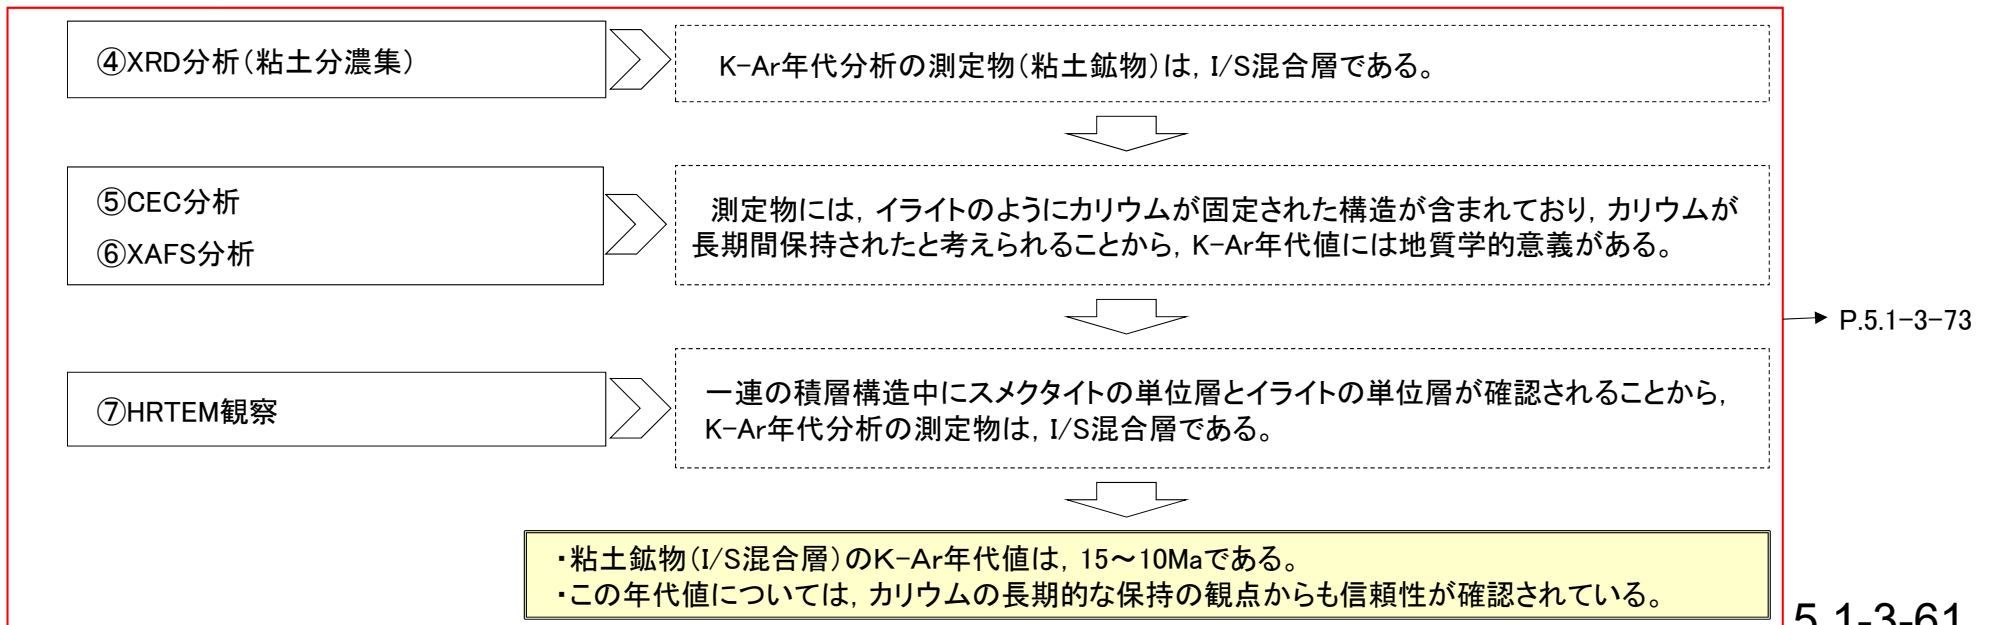 ④XRD分析(粘土分濃集)
K-Ar年代分析の測定物(粘土鉱物)は, I/S混合層である。
⑤CEC分析
⑥XAFS分析
測定物には, イライトのようにカリウムが固定された構造が含まれており, カリウムが
長期間保持されたと考えられることから, K-Ar年代値には地質学的意義がある。
P.5.1-3-73
⑦HRTEM観察
一連の積層構造中にスメクタイトの単位層とイライトの単位層が確認されることから,
K-Ar年代分析の測定物は, I/S混合層である。
・粘土鉱物(I/S混合層)のK-Ar年代値は, 15~10Maである。
・この年代値については, カリウムの長期的な保持の観点からも信頼性が確認されている。
5.1-3-61